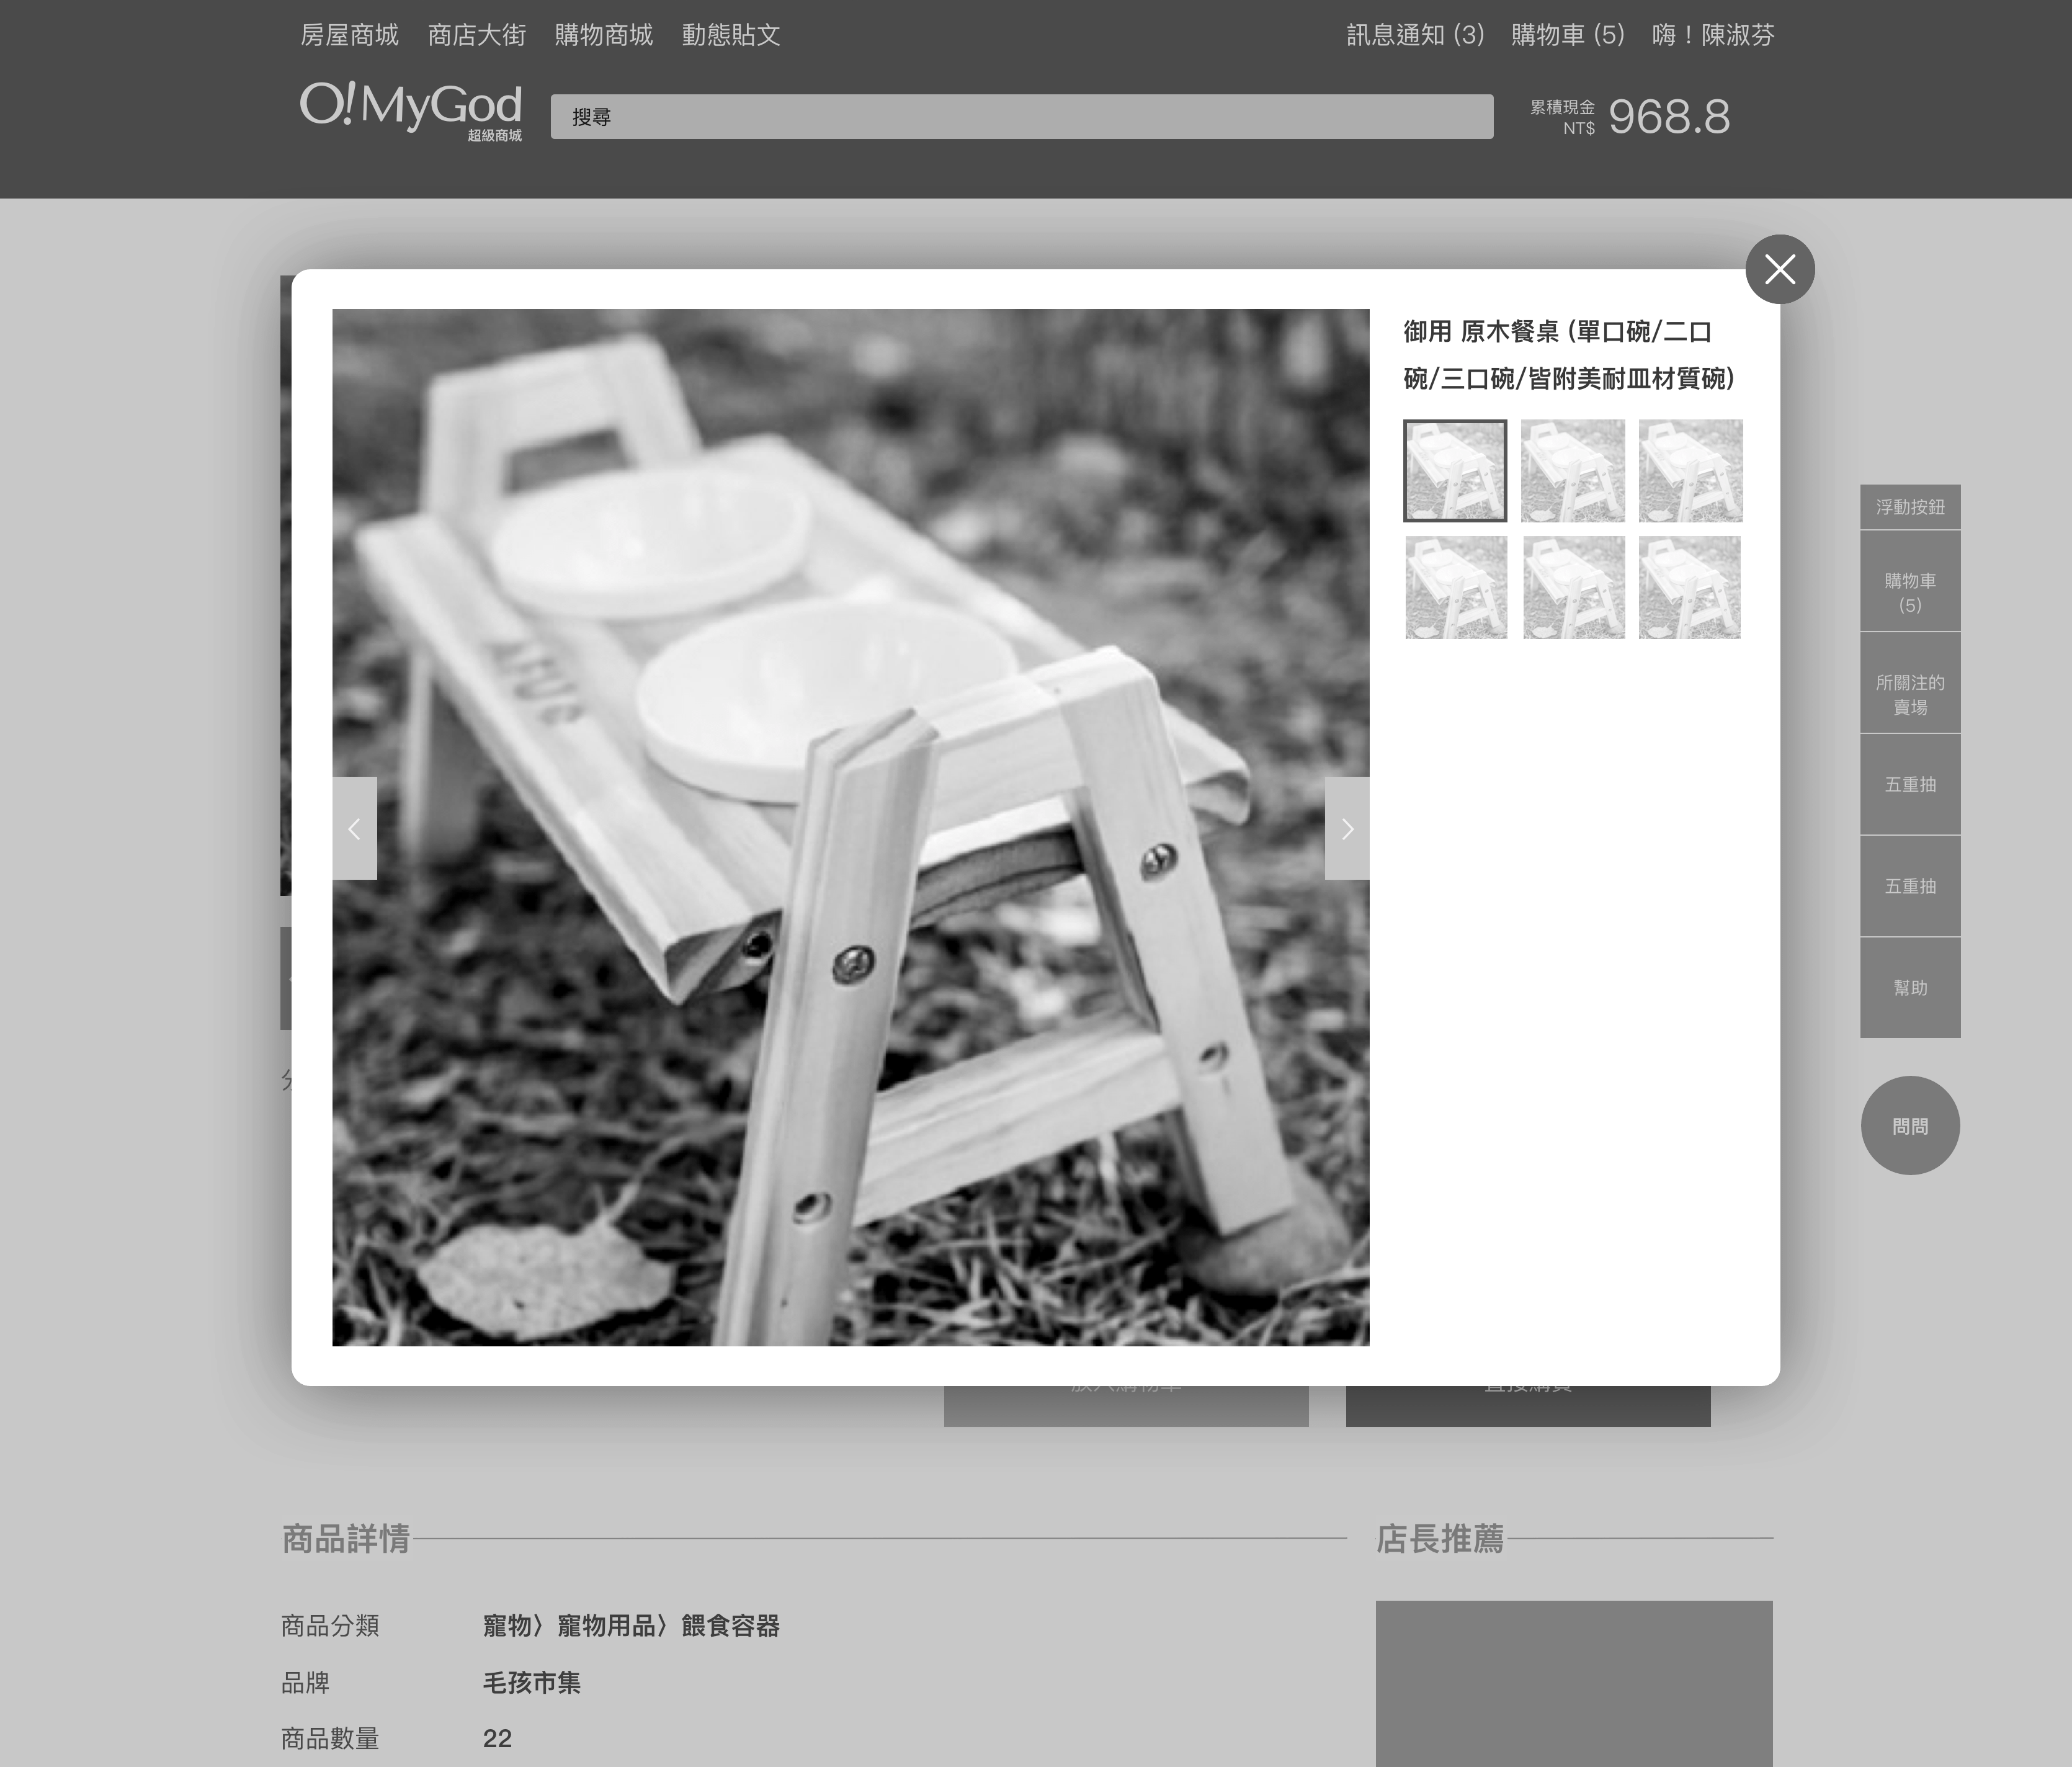 房屋商城 商店大街 購物商城 動態貼文 訊息通知 (3) 購物車 (5) 嗨！陳淑芬
O!MyGod
超級商城
搜尋
累積現金
NT$
968.8
御用 原木餐桌 (單口碗/二口
碗/三口碗/皆附美耐皿材質碗)
浮動按鈕
購物車
(5)
所關注的
賣場
五重抽
五重抽
幫助
問問
商品詳情
商品分類 寵物〉寵物用品〉餵食容器
品牌 毛孩市集
商品數量 22
店長推薦